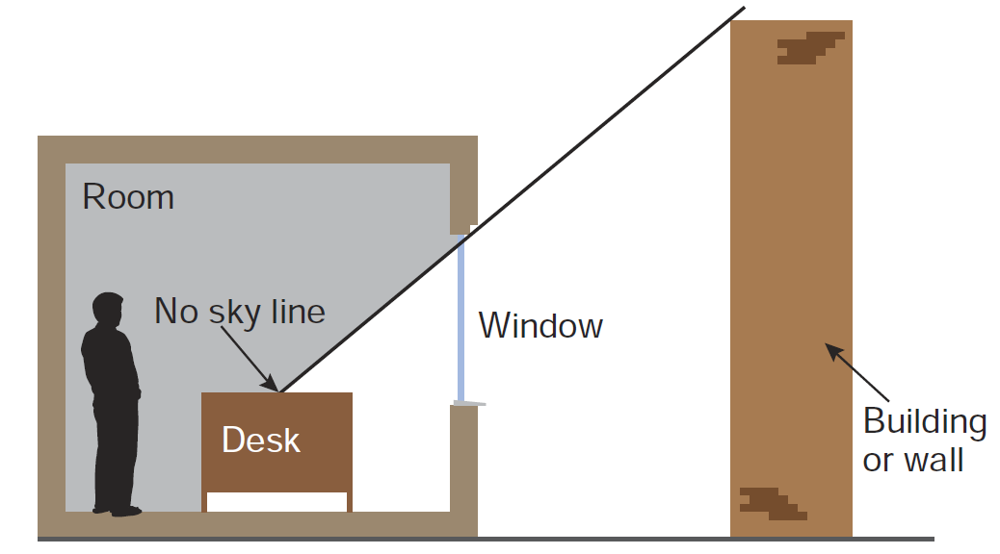 Room
No sky line
Window
Desk
Building
or wall